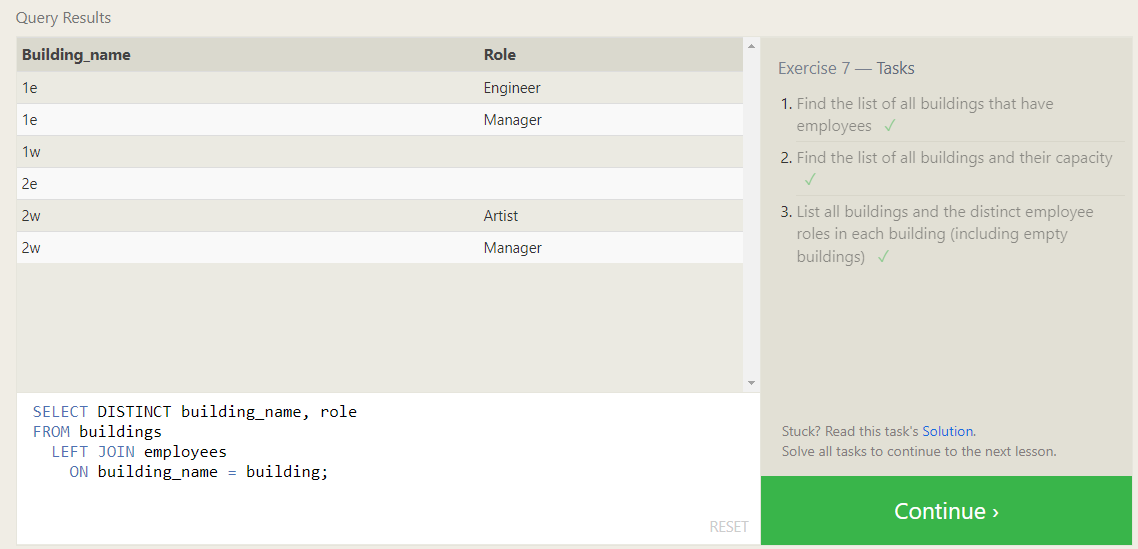 Query Results
Building_name Role
1e Engineer
1e Manager
1w
2e
2w Artist
2w Manager
SELECT DISTINCT building_name, role
FROM buildings
LEFT JOIN employees
ON building_name = building;
RESET
Exercise 7 — Tasks
1. Find the list of all buildings that have
employees ✓
2. Find the list of all buildings and their capacity
✓
3. List all buildings and the distinct employee
roles in each building (including empty
buildings) ✓
Stuck? Read this task's Solution.
Solve all tasks to continue to the next lesson.
Continue ›